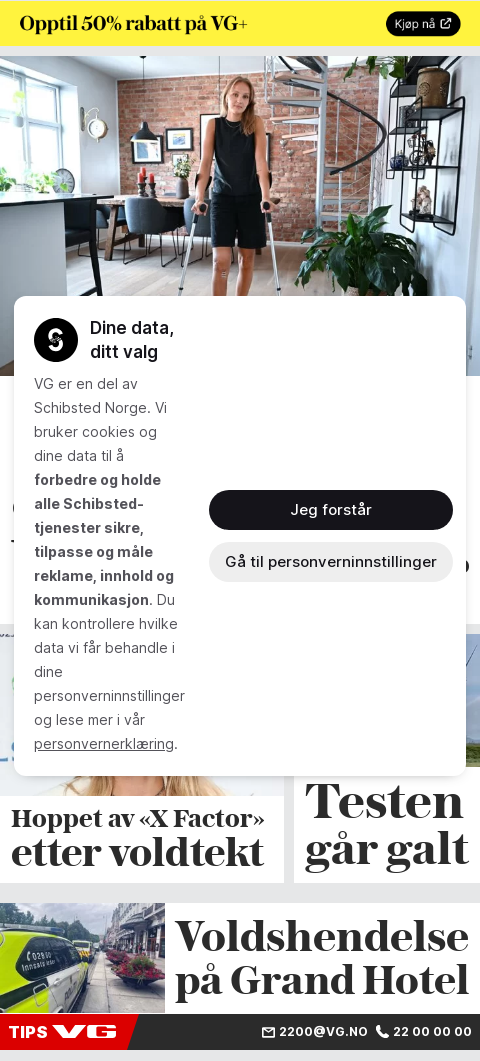 Opptil 50% rabatt på VG+
Kjøp nå
Dine data,
ditt valg
VG er en del av
Schibsted Norge. Vi
bruker cookies og
dine data til å
forbedre og holde
alle Schibsted-
tjenester sikre,
tilpasse og måle
reklame, innhold og
kommunikasjon. Du
kan kontrollere hvilke
data vi får behandle i
dine
personverninnstillinger
og lese mer i vår
personvernerklæring.
Jeg forstår
Gå til personverninnstillinger
Hoppet av «X Factor»
etter voldtekt
Testen
går galt
Voldshendelse
på Grand Hotel
TIPS VG
2200@VG.NO
22 00 00 00